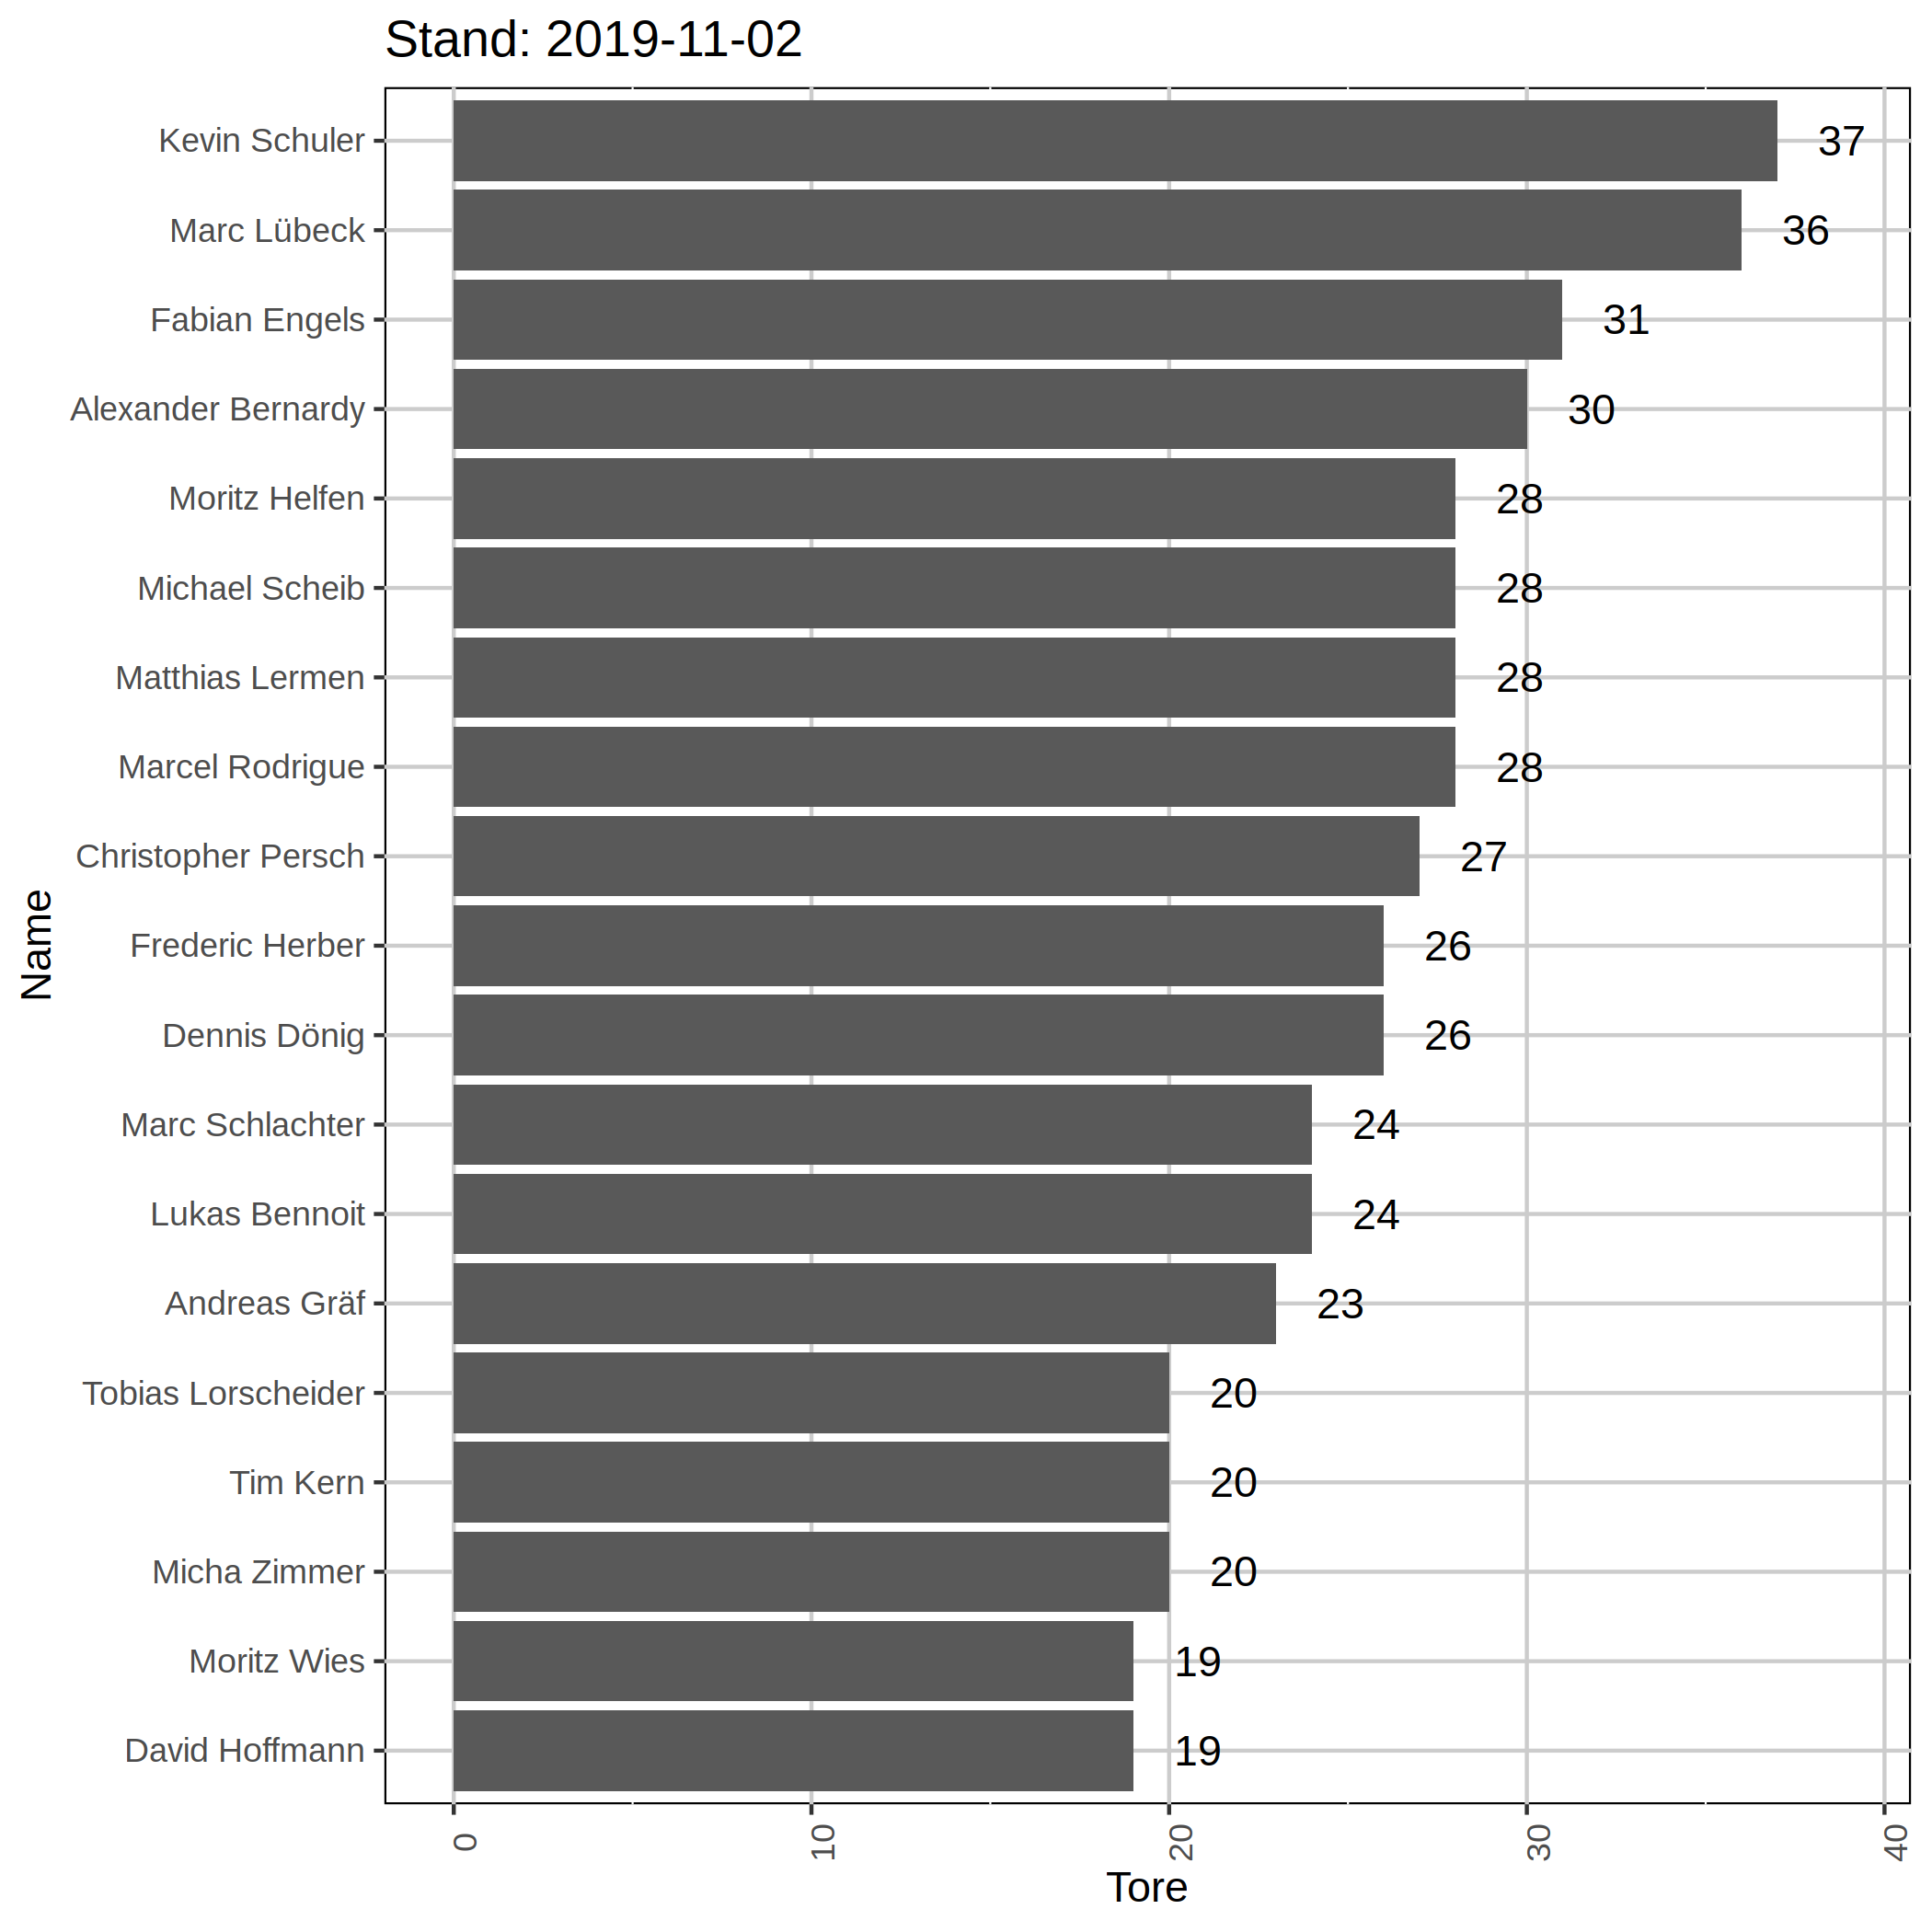 Stand: 2019-11-02
Kevin Schuler 37
Marc Lübeck 36
Fabian Engels 31
Alexander Bernardy 30
Moritz Helfen 28
Michael Scheib 28
Matthias Lermen 28
Marcel Rodrigue 28
Christopher Persch 27
Frederic Herber 26
Dennis Dönig 26
Marc Schlachter 24
Lukas Bennoit 24
Andreas Gräf 23
Tobias Lorscheider 20
Tim Kern 20
Micha Zimmer 20
Moritz Wies 19
David Hoffmann 19
Name
0 10 20 30 40
Tore